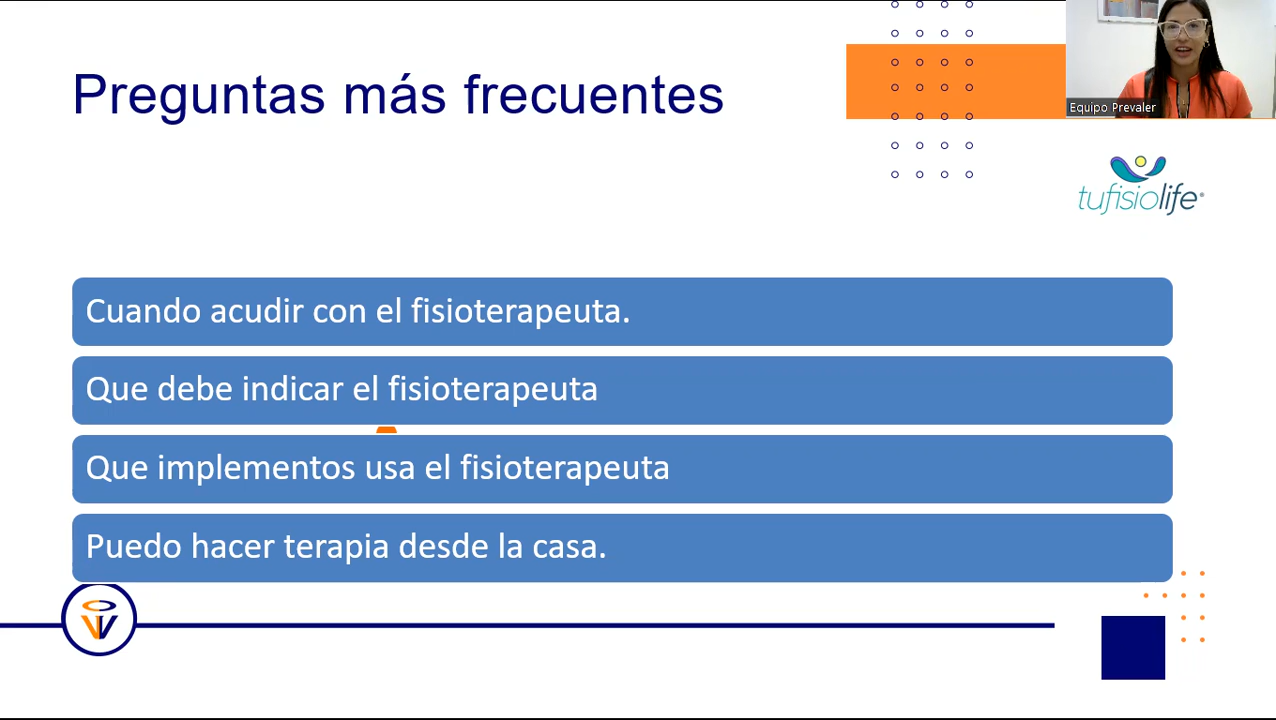 Preguntas más frecuentes
Equipo Prevaler
tufisiolife
Cuando acudir con el fisioterapeuta.
Que debe indicar el fisioterapeuta
Que implementos usa el fisioterapeuta
Puedo hacer terapia desde la casa.